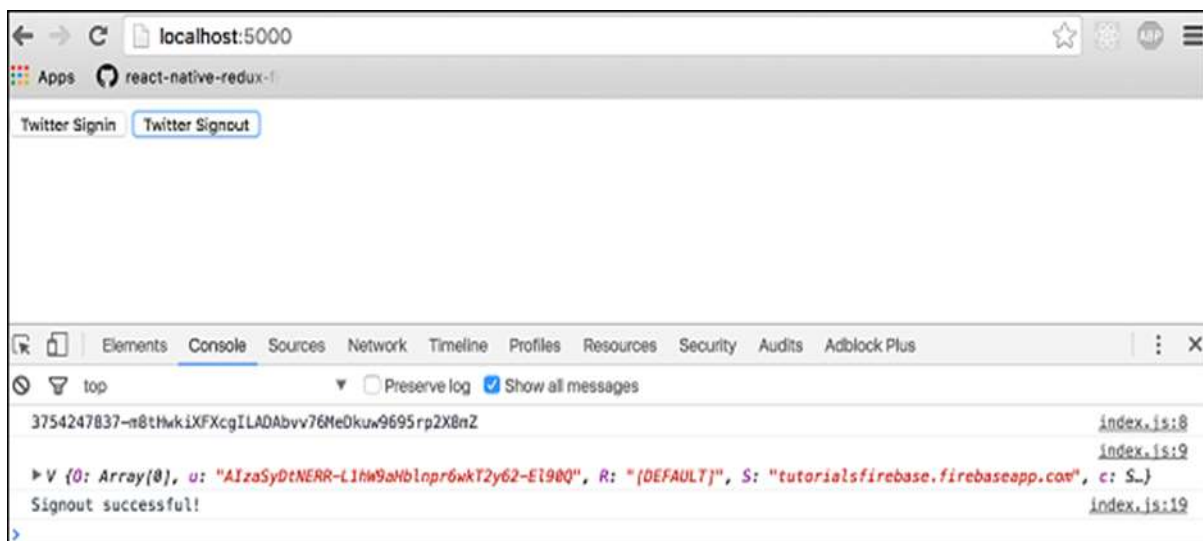 localhost:5000
ABP
Apps react-native-redux-f
Twitter Signin Twitter Signout
Elements Console Sources Network Timeline Profiles Resources Security Audits Adblock Plus
top Preserve log Show all messages
3754247837-m8tHwkiXFXcgILADAbvv76MeDkuw9695rp2X8mZ index.js:8
index.js:9
V {O: Array[0], u: "AIzaSyDtNERR-L1hW9aHblnpr6wkT2y62-El90Q", R: "[DEFAULT]", S: "tutorialsfirebase.firebaseapp.com", c: S…}
Signout successful! index.js:19